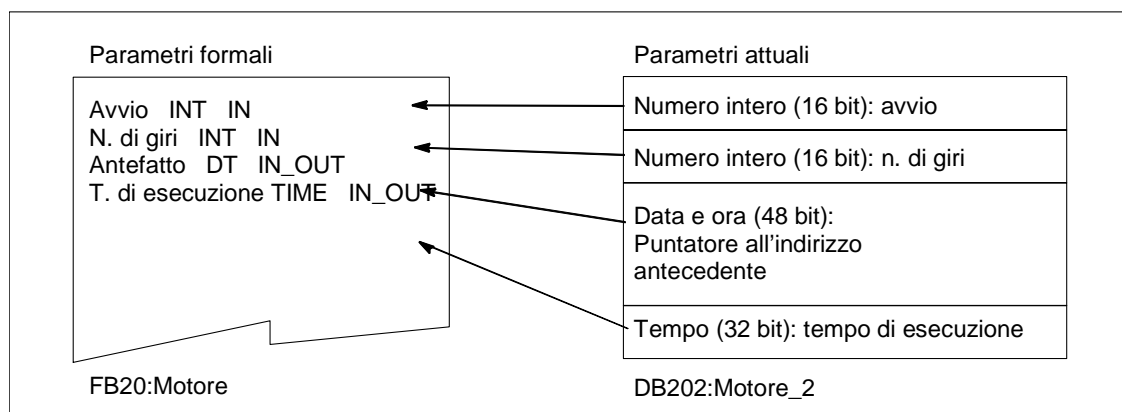 Parametri formali
Avvio INT IN
N. di giri INT IN
Antefatto DT IN_OUT
T. di esecuzione TIME IN_OUT
FB20:Motore
Parametri attuali
Numero intero (16 bit): avvio
Numero intero (16 bit): n. di giri
Data e ora (48 bit):
Puntatore all'indirizzo
antecedente
Tempo (32 bit): tempo di esecuzione
DB202:Motore_2